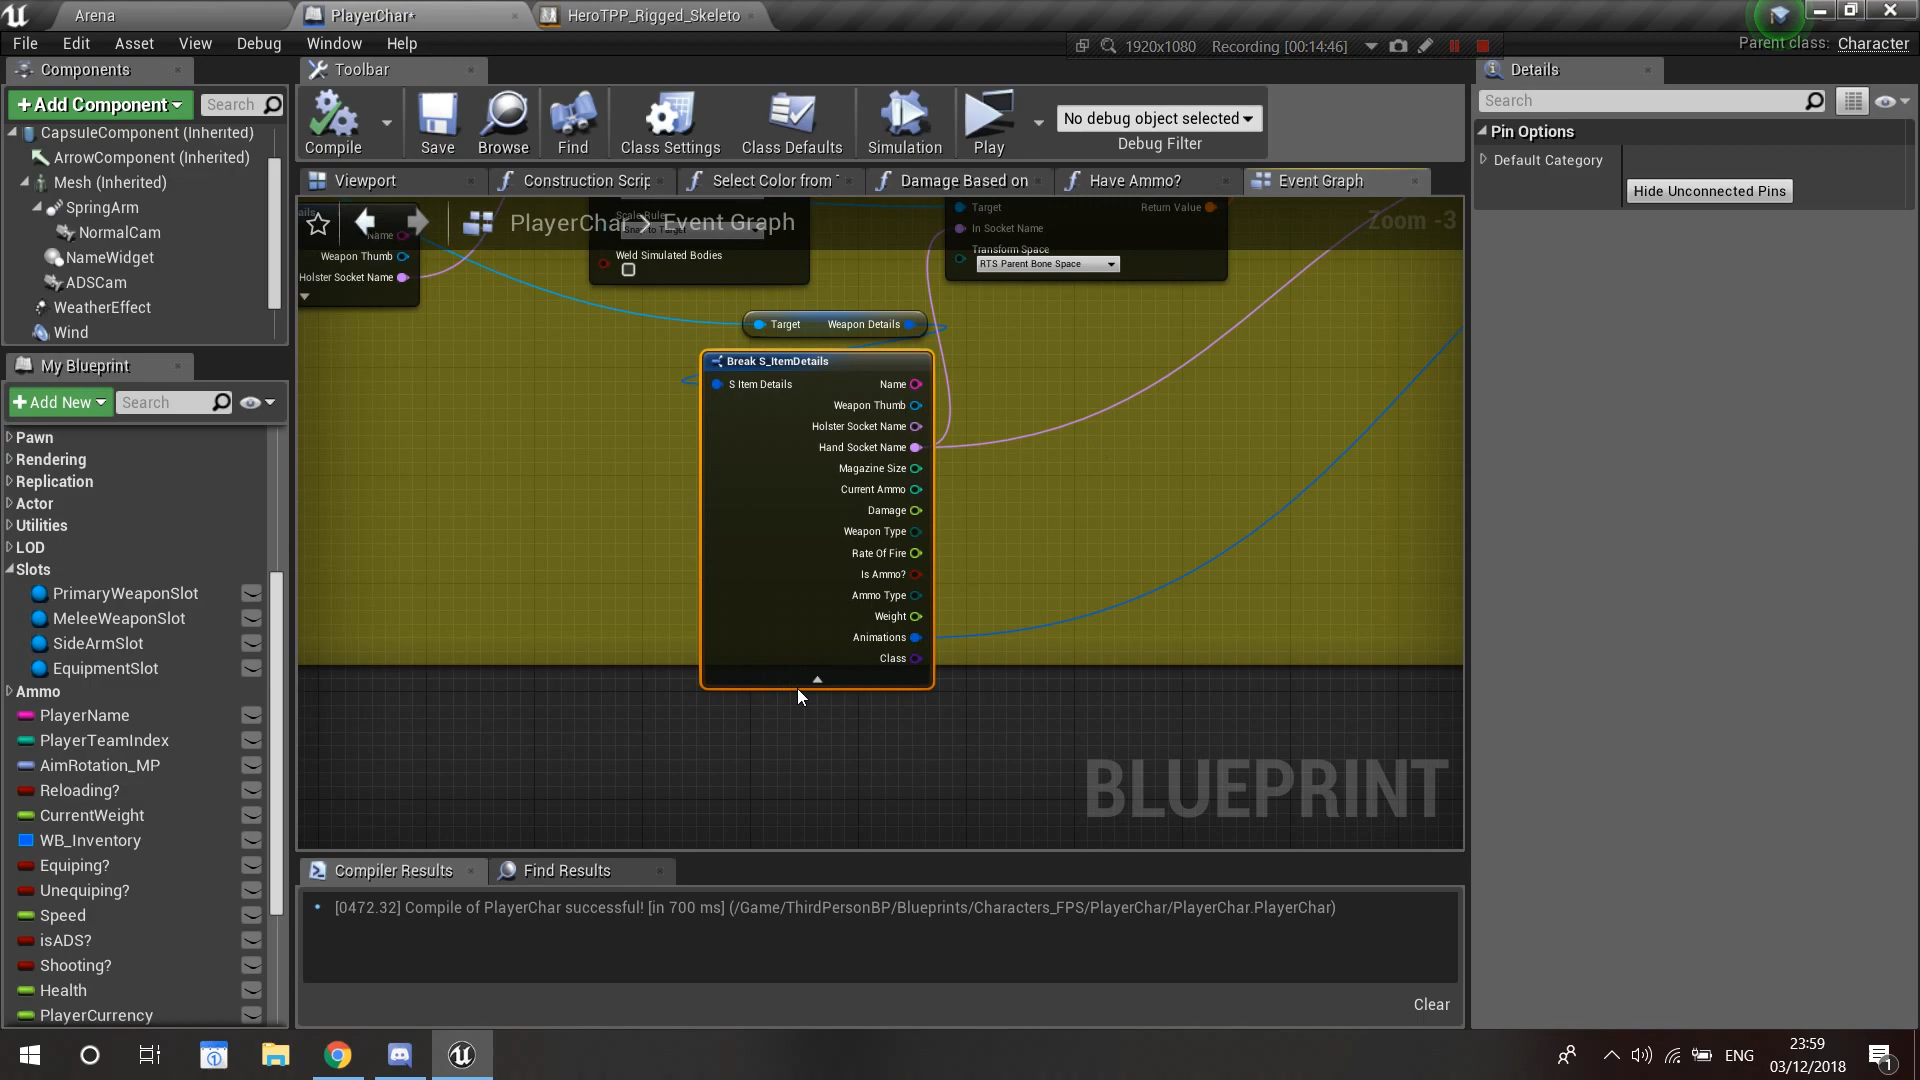 Arena
PlayerChar*
HeroTPP_Rigged_Skeleto
File Edit Asset View Debug Window Help
1920x1080 Recording [00:14:46]
Parent class: Character
Components
Toolbar
Details
+Add Component
Search
CapsuleComponent (Inherited)
ArrowComponent (Inherited)
Mesh (Inherited)
SpringArm
NormalCam
NameWidget
ADSCam
WeatherEffect
Wind
Compile
Save
Browse
Find
Class Settings
Class Defaults
Simulation
Play
No debug object selected
Debug Filter
Search
Pin Options
Default Category
Hide Unconnected Pins
Viewport
Construction Scrip
Select Color from
Damage Based on
Have Ammo?
Event Graph
PlayerChar > Event Graph
Zoom -3
Name
Weapon Thumb
Holster Socket Name
Scale Rule
Snap to Target
Weld Simulated Bodies
Target Return Value
In Socket Name
Transform Space
RTS Parent Bone Space
Target Weapon Details
Break S_ItemDetails
S Item Details Name
Weapon Thumb
Holster Socket Name
Hand Socket Name
Magazine Size
Current Ammo
Damage
Weapon Type
Rate Of Fire
Is Ammo?
Ammo Type
Weight
Animations
Class
BLUEPRINT
My Blueprint
+Add New
Search
Pawn
Rendering
Replication
Actor
Utilities
LOD
Slots
PrimaryWeaponSlot
MeleeWeaponSlot
SideArmSlot
EquipmentSlot
Ammo
PlayerName
PlayerTeamIndex
AimRotation_MP
Reloading?
CurrentWeight
WB_Inventory
Equiping?
Unequiping?
Speed
isADS?
Shooting?
Health
PlayerCurrency
Compiler Results
Find Results
[0472.32] Compile of PlayerChar successful! [in 700 ms] (/Game/ThirdPersonBP/Blueprints/Characters_FPS/PlayerChar/PlayerChar.PlayerChar)
Clear
ENG
23:59
03/12/2018
1